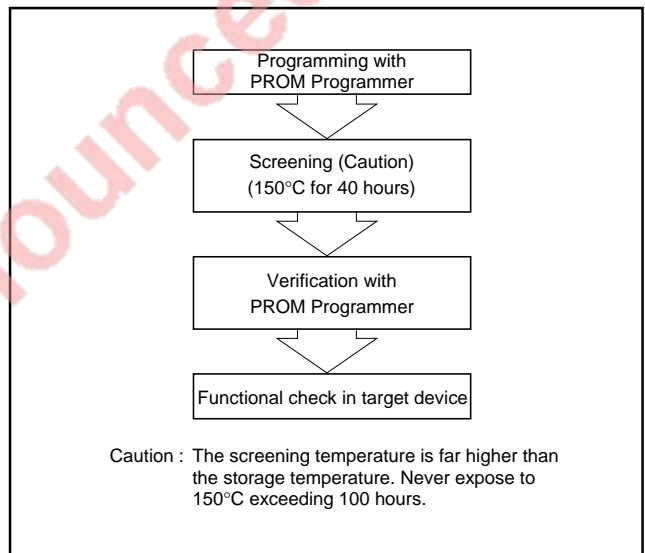 Programming with
PROM Programmer
Screening (Caution)
(150°C for 40 hours)
Verification with
PROM Programmer
Functional check in target device
Caution : The screening temperature is far higher than
the storage temperature. Never expose to
150°C exceeding 100 hours.
ounce